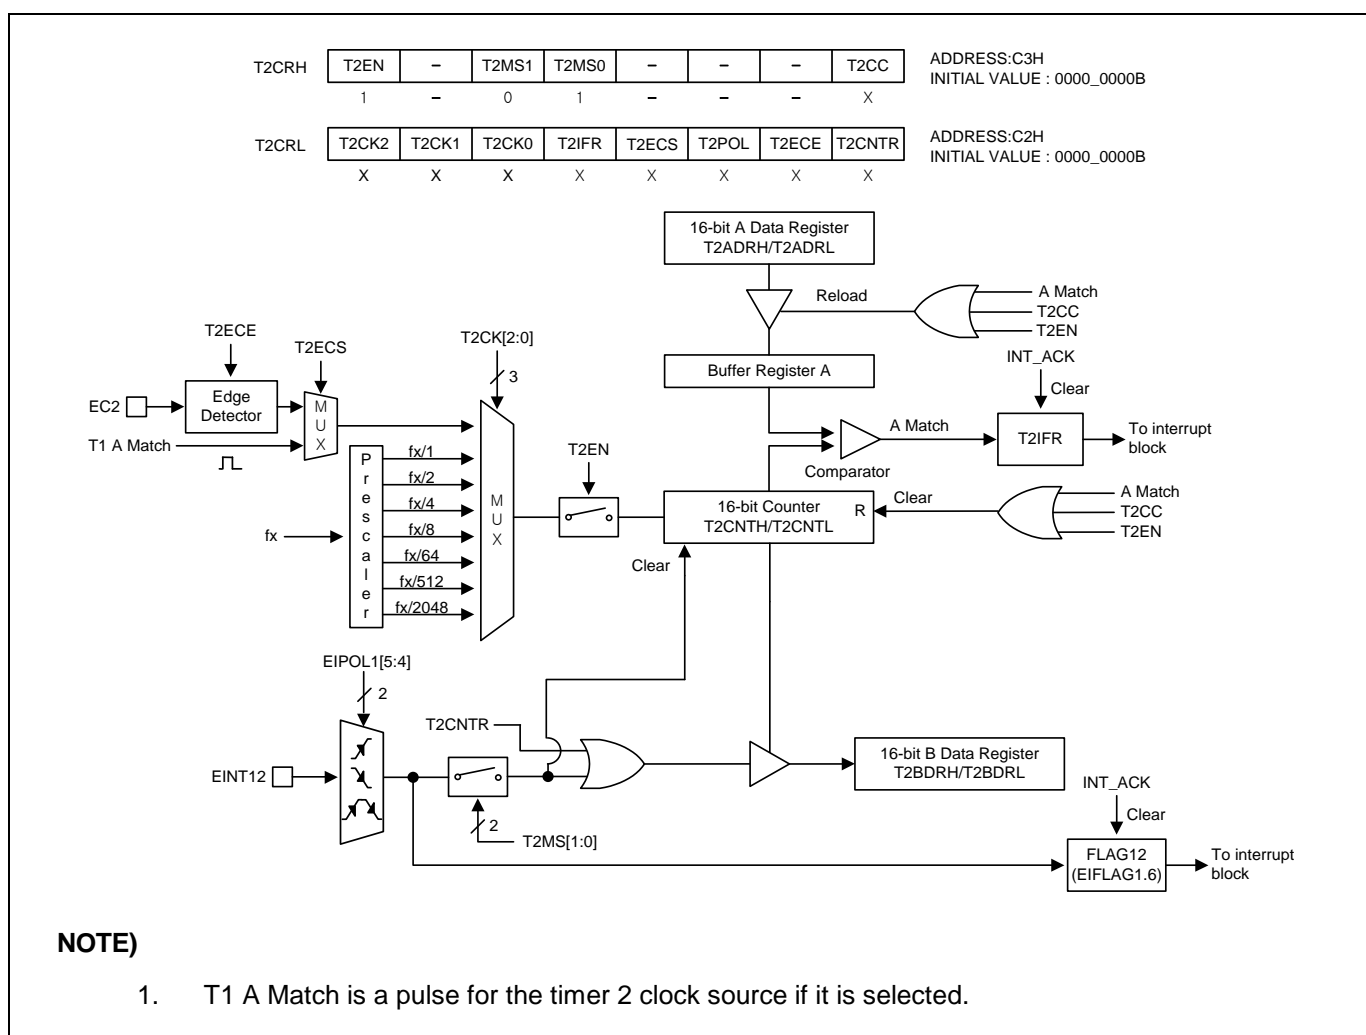 T2CRH T2EN – T2MS1 T2MS0 – – – T2CC ADDRESS:C3H
INITIAL VALUE : 0000_0000B
1 – 0 1 – – – X
T2CRL T2CK2 T2CK1 T2CK0 T2IFR T2ECS T2POL T2ECE T2CNTR ADDRESS:C2H
INITIAL VALUE : 0000_0000B
X X X X X X X X
16-bit A Data Register
T2ADRH/T2ADRL
Reload
A Match
T2CC
T2EN
Buffer Register A
INT_ACK
Clear
T2ECE
T2ECS
T2CK[2:0]
3
EC2
Edge
Detector
M
U
X
T1 A Match
P
r
e
s
c
a
l
e
r
fx
fx/1
fx/2
fx/4
fx/8
fx/64
fx/512
fx/2048
M
U
X
T2EN
Comparator
A Match
T2IFR
To interrupt
block
16-bit Counter
T2CNTH/T2CNTL
R
Clear
A Match
T2CC
T2EN
Clear
EIPOL1[5:4]
2
EINT12
T2CNTR
2
T2MS[1:0]
16-bit B Data Register
T2BDRH/T2BDRL
INT_ACK
Clear
FLAG12
(EIFLAG1.6)
To interrupt
block
NOTE)
1. T1 A Match is a pulse for the timer 2 clock source if it is selected.